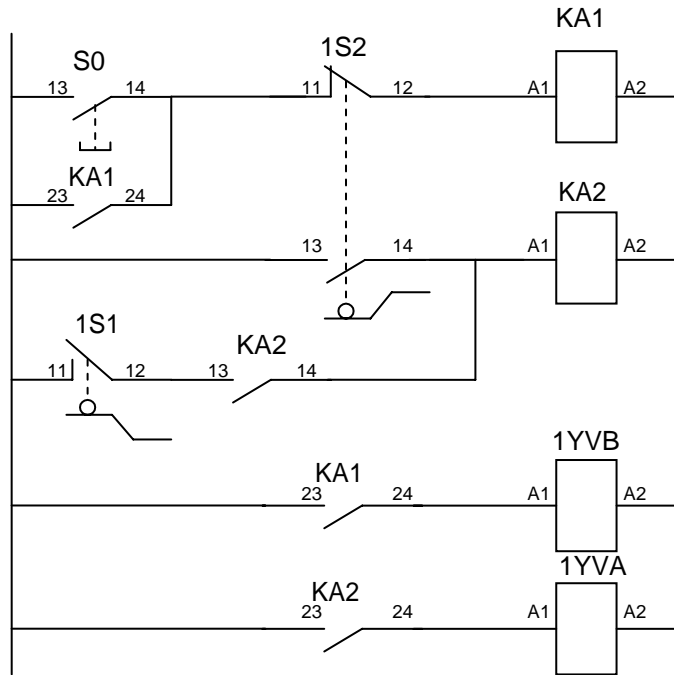 KA1
S0 1S2
13 14 11 12 A1 A2
KA1 KA2
23 24
13 14 A1 A2
1S1 KA2
11 12 13 14
1YVB
KA1
23 24 A1 A2
1YVA
KA2
23 24 A1 A2